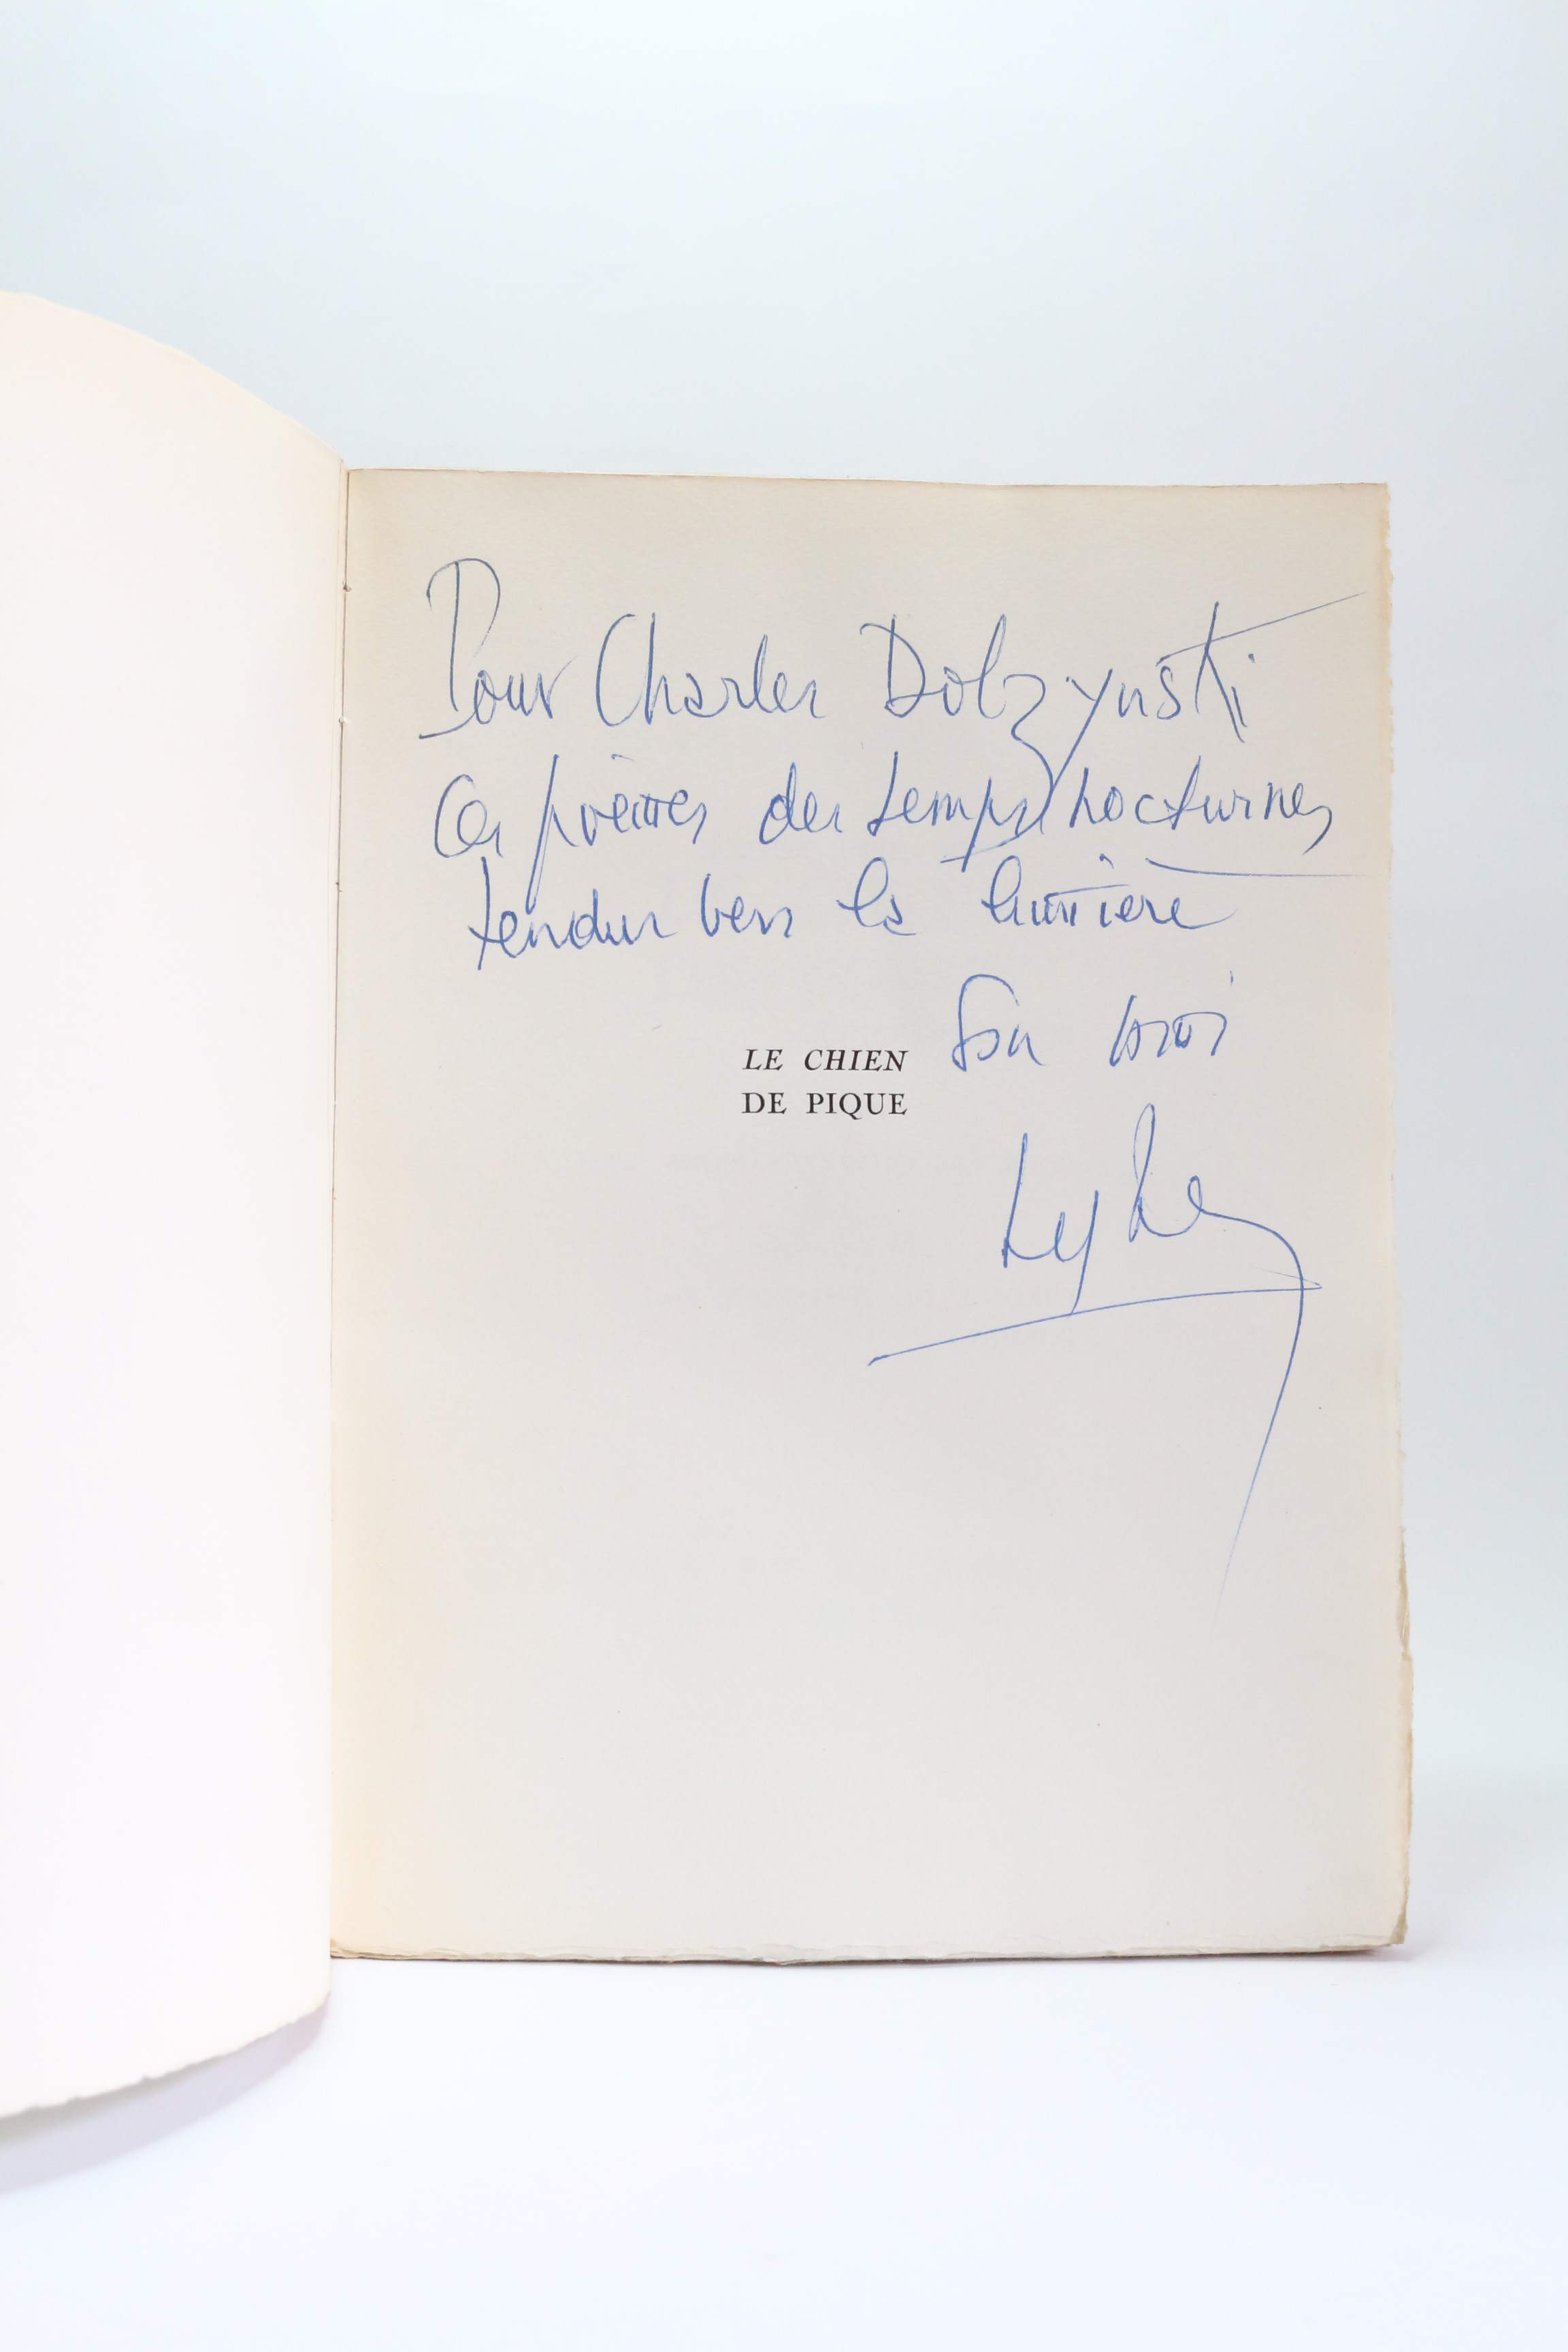 Pour Charles Dobzynski
Ces poèmes des temps nocturnes
tendus vers la lumière
Son ami
LE CHIEN
DE PIQUE